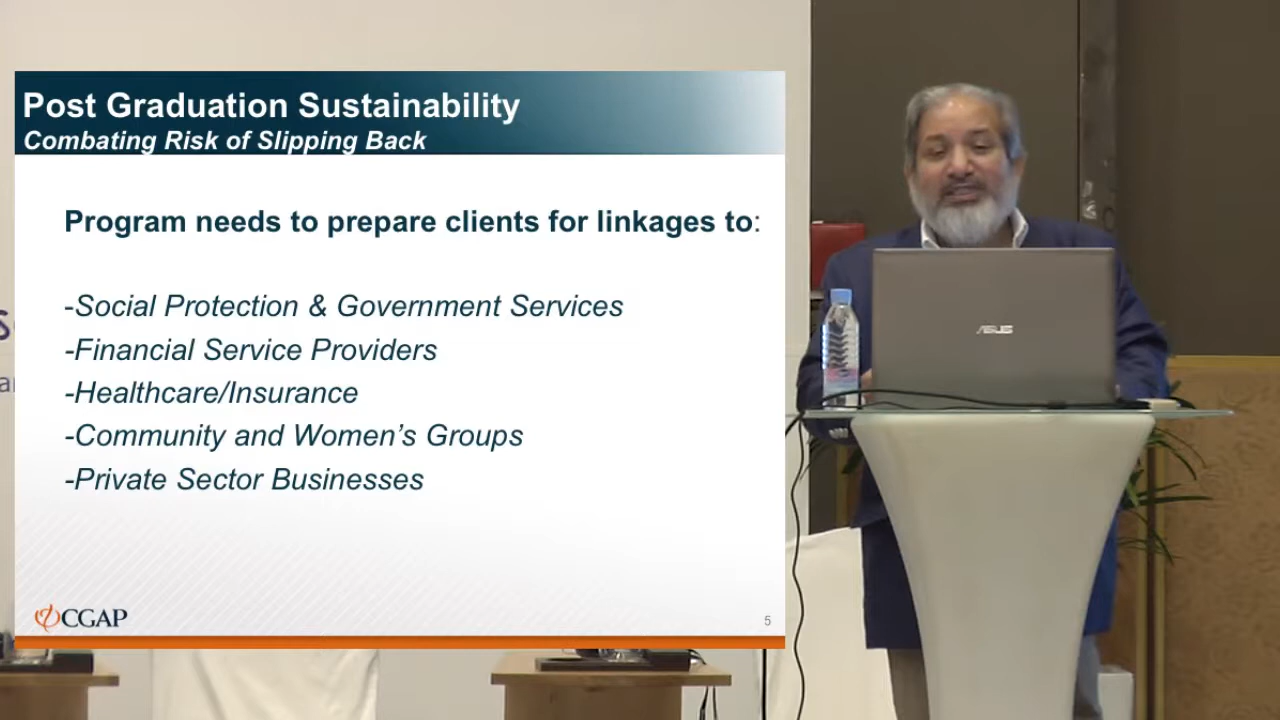 Post Graduation Sustainability
Combating Risk of Slipping Back
Program needs to prepare clients for linkages to:
-Social Protection & Government Services
-Financial Service Providers
-Healthcare/Insurance
-Community and Women’s Groups
-Private Sector Businesses
CGAP
5
ASUS